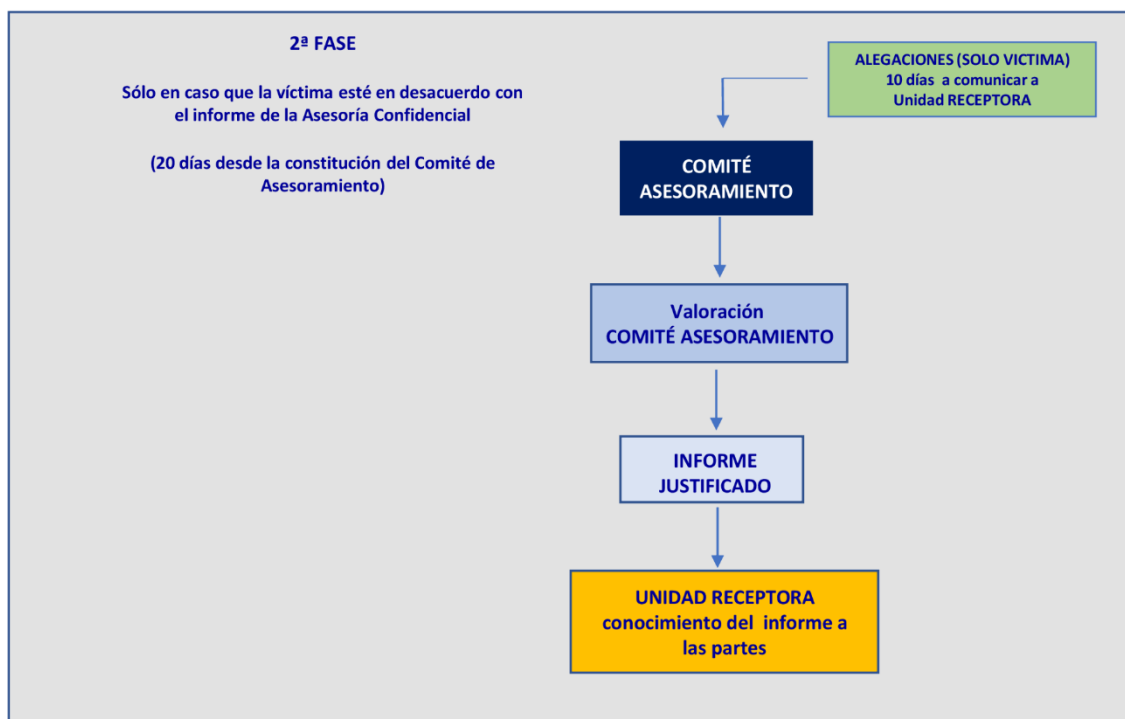 2ª FASE
Sólo en caso que la víctima esté en desacuerdo con
el informe de la Asesoría Confidencial
(20 días desde la constitución del Comité de
Asesoramiento)
ALEGACIONES (SOLO VICTIMA)
10 días a comunicar a
Unidad RECEPTORA
COMITÉ
ASESORAMIENTO
Valoración
COMITÉ ASESORAMIENTO
INFORME
JUSTIFICADO
UNIDAD RECEPTORA
conocimiento del informe a
las partes